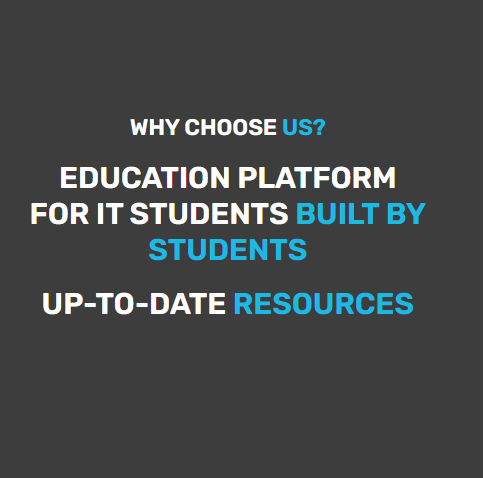 WHY CHOOSE US?
EDUCATION PLATFORM
FOR IT STUDENTS BUILT BY
STUDENTS
UP-TO-DATE RESOURCES